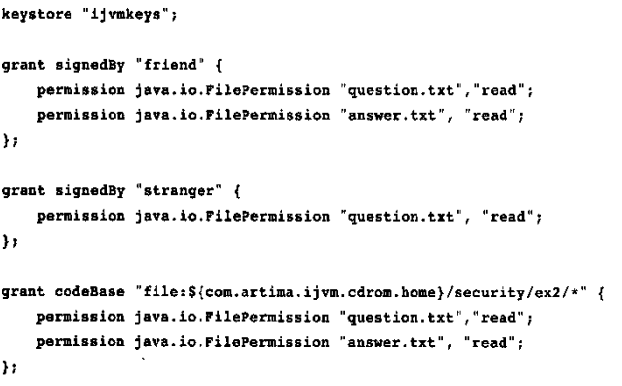 keystore "ijvmkeys";
grant signedBy "friend" {
permission java.io.FilePermission "question.txt","read";
permission java.io.FilePermission "answer.txt", "read";
};
grant signedBy "stranger" {
permission java.io.FilePermission "question.txt", "read";
};
grant codeBase "file:${com.artima.ijvm.cdrom.home}/security/ex2/*" {
permission java.io.FilePermission "question.txt","read";
permission java.io.FilePermission "answer.txt", "read";
};